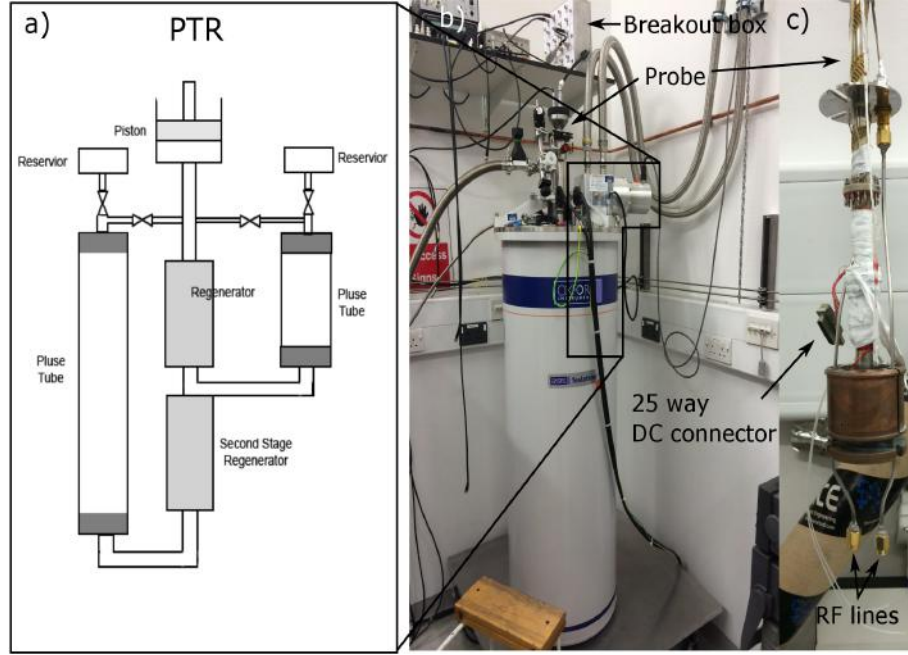 a)
PTR
Piston
Reservior
Reservior
Regenerator
Pluse
Tube
Pluse
Tube
Second Stage
Regenerator
b)
Breakout box
Probe
25 way
DC connector
c)
RF lines